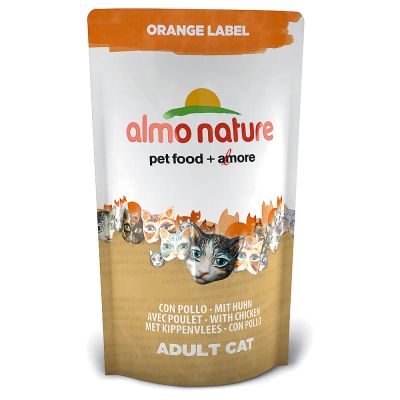 ORANGE LABEL
almo nature
pet food + almore
CON POLLO · MIT HUHN
AVEC POULET · WITH CHICKEN
MET KIPPENVLEES · CON POLLO
ADULT CAT